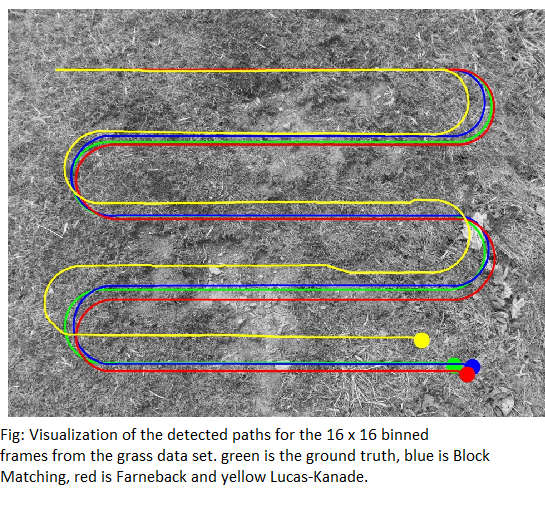 Fig: Visualization of the detected paths for the 16 x 16 binned
frames from the grass data set. green is the ground truth, blue is Block
Matching, red is Farneback and yellow Lucas-Kanade.